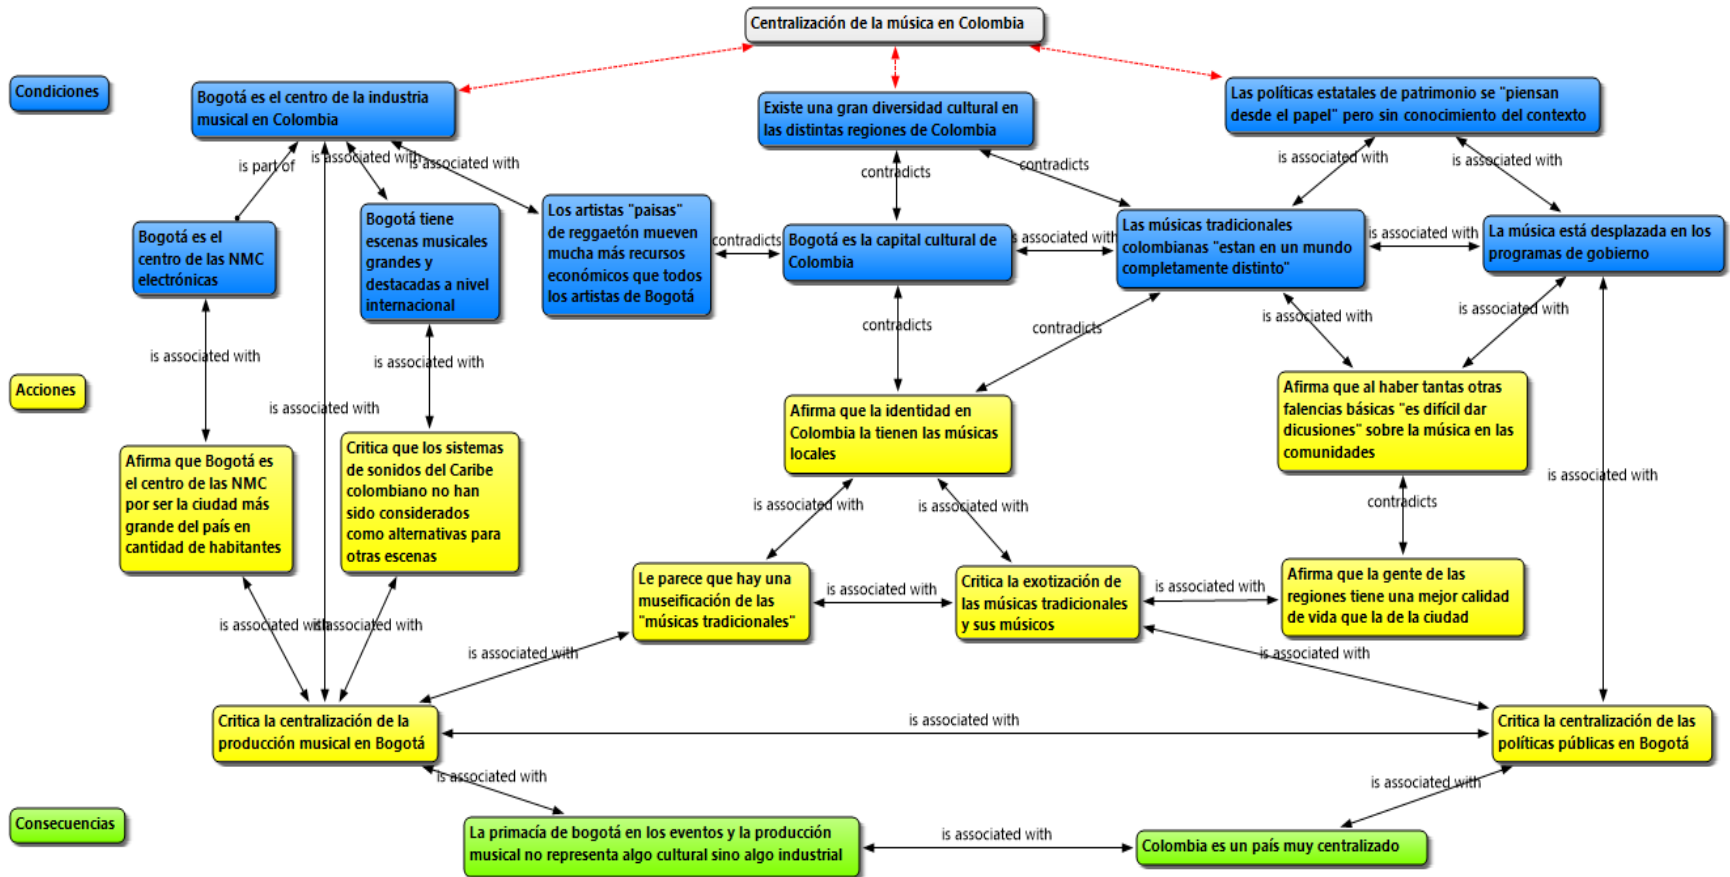 Centralización de la música en Colombia
Condiciones
Bogotá es el centro de la industria
musical en Colombia
Existe una gran diversidad cultural en
las distintas regiones de Colombia
Las políticas estatales de patrimonio se "piensan
desde el papel" pero sin conocimiento del contexto
is part of
is associated with
is associated with
contradicts
contradicts
is associated with
is associated with
Bogotá es el
centro de las NMC
electrónicas
Bogotá tiene
escenas musicales
grandes y
destacadas a nivel
internacional
Los artistas "paisas"
de reggaetón mueven
mucha más recursos
económicos que todos
los artistas de Bogotá
contradicts
Bogotá es la capital cultural de
Colombia
is associated with
Las músicas tradicionales
colombianas "estan en un mundo
completamente distinto"
is associated with
La música está desplazada en los
programas de gobierno
is associated with
is associated with
contradicts
contradicts
is associated with
is associated with
Acciones
is associated with
Afirma que Bogotá es
el centro de las NMC
por ser la ciudad más
grande del país en
cantidad de habitantes
Critica que los sistemas
de sonidos del Caribe
colombiano no han
sido considerados
como alternativas para
otras escenas
Afirma que la identidad en
Colombia la tienen las músicas
locales
Afirma que al haber tantas otras
falencias básicas "es difícil dar
dicusiones" sobre la música en las
comunidades
is associated with
is associated with
is associated with
contradicts
Le parece que hay una
museificación de las
"músicas tradicionales"
is associated with
Critica la exotización de
las músicas tradicionales
y sus músicos
is associated with
Afirma que la gente de las
regiones tiene una mejor calidad
de vida que la de la ciudad
is associated with
is associated with
is associated with
is associated with
Critica la centralización de la
producción musical en Bogotá
is associated with
Critica la centralización de las
políticas públicas en Bogotá
is associated with
is associated with
Consecuencias
La primacía de bogotá en los eventos y la producción
musical no representa algo cultural sino algo industrial
is associated with
Colombia es un país muy centralizado